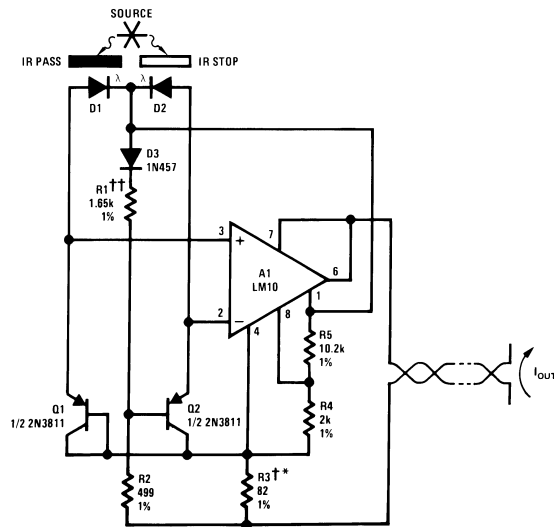 SOURCE
IR PASS
IR STOP
λ
λ
D1
D2
D3
1N457
R1††
1.65k
1%
3
7
+
A1
LM10
6
1
8
2
–
4
R5
10.2k
1%
IOUT
Q1
1/2 2N3811
Q2
1/2 2N3811
R4
2k
1%
R2
499
1%
R3†*
82
1%